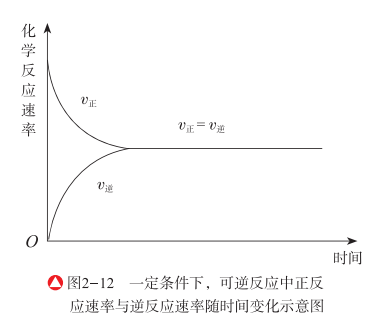 化学反应速率
v正
v正＝v逆
v逆
O
时间
图2-12　一定条件下，可逆反应中正反
应速率与逆反应速率随时间变化示意图